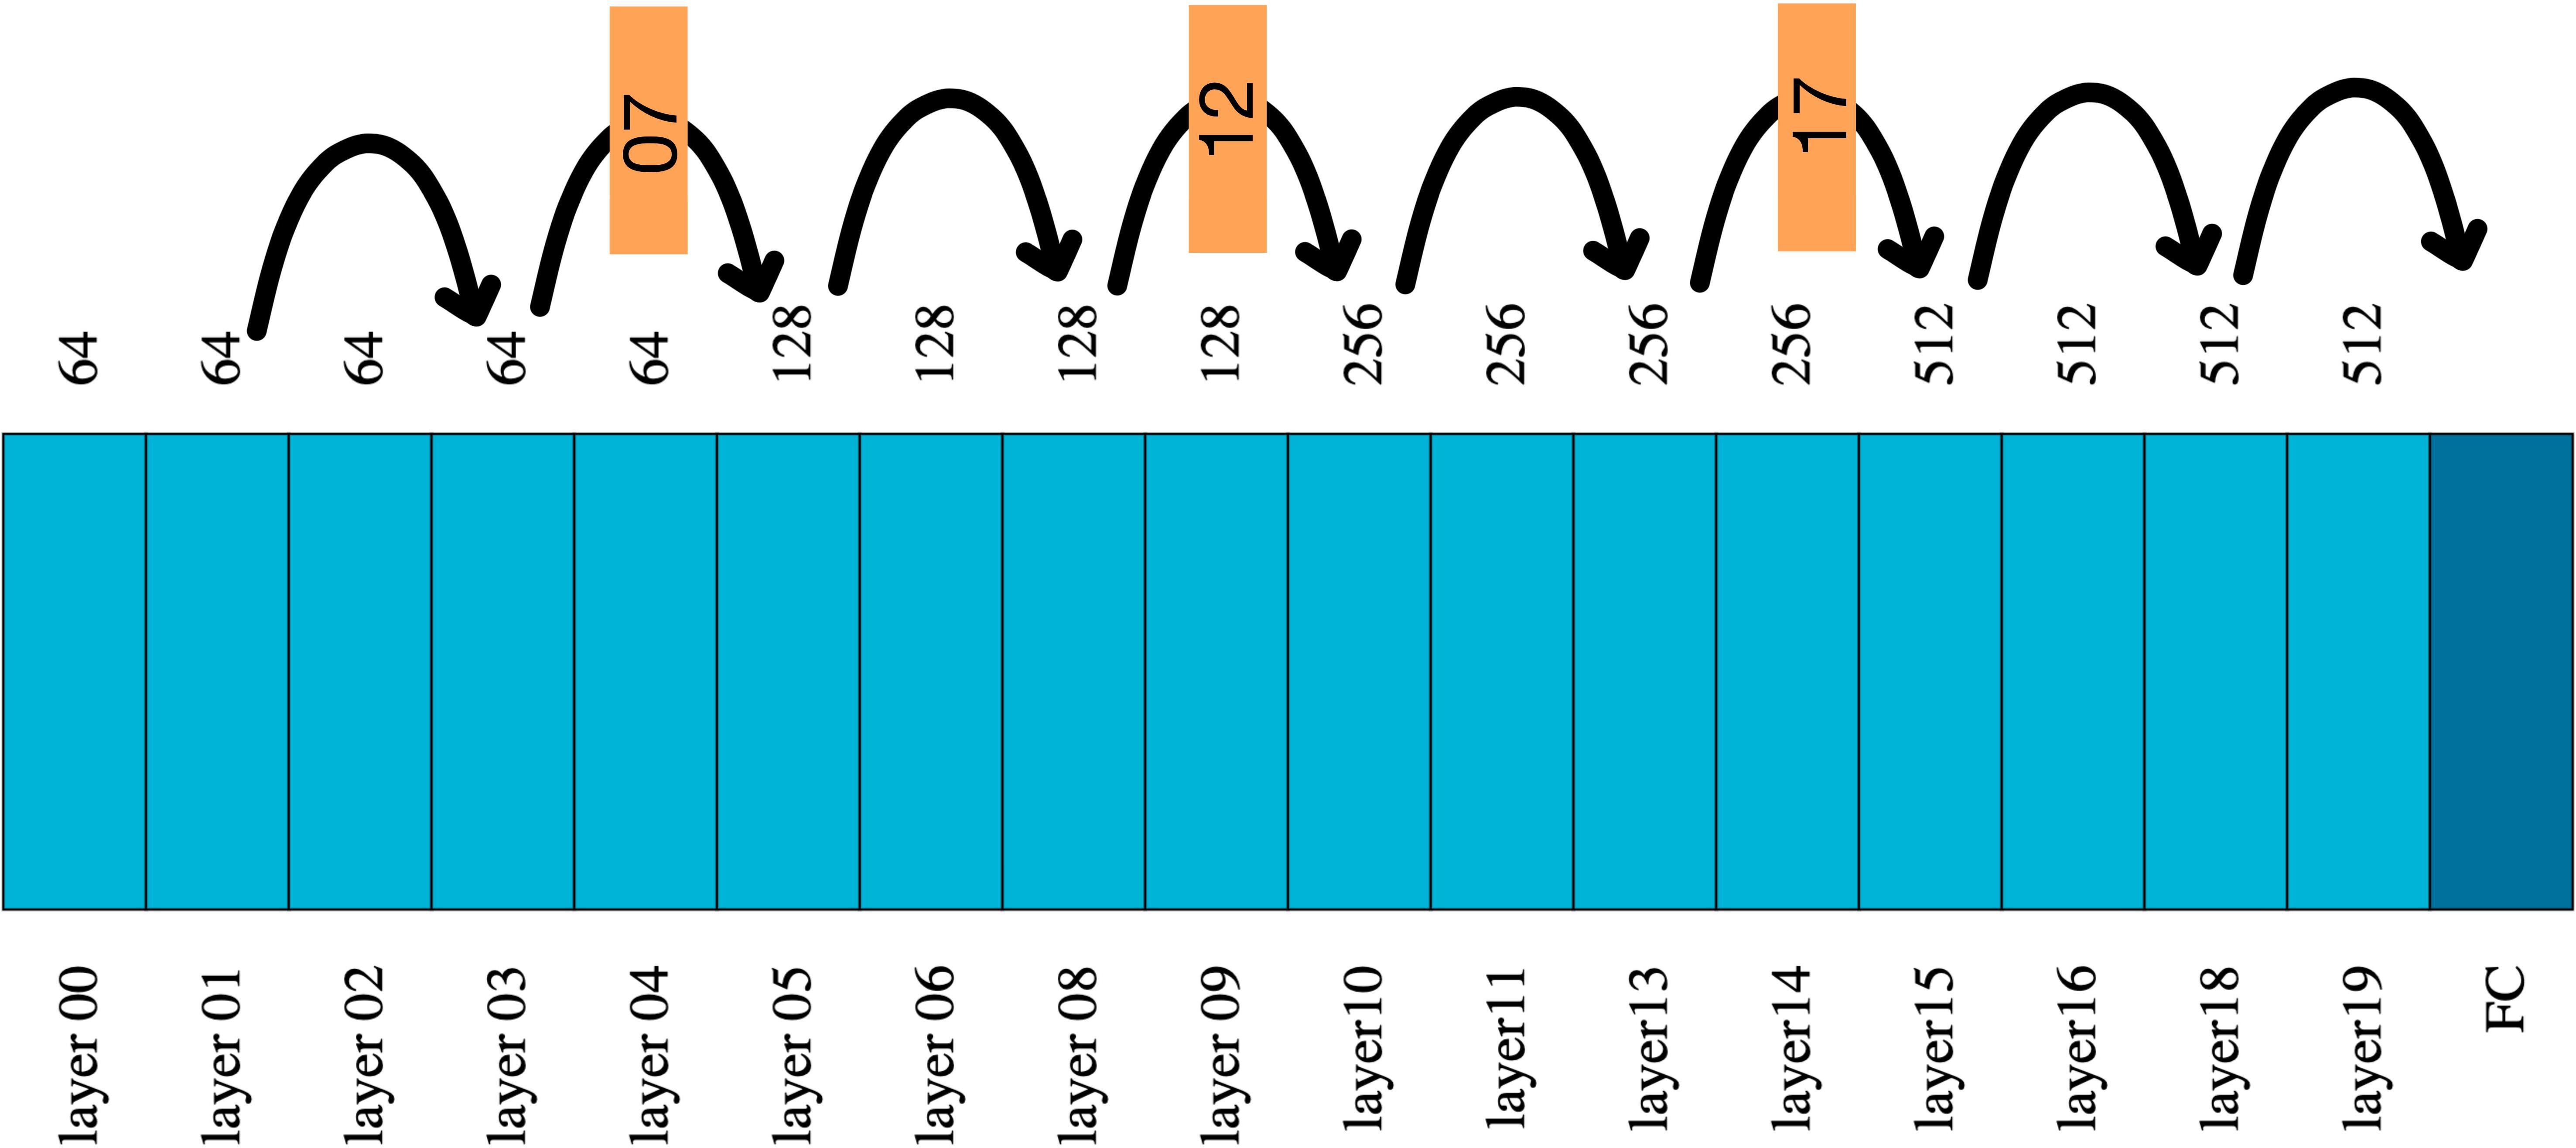 07
12
17
64
64
64
64
64
128
128
128
128
256
256
256
256
512
512
512
512
layer 00
layer 01
layer 02
layer 03
layer 04
layer 05
layer 06
layer 08
layer 09
layer10
layer11
layer13
layer14
layer15
layer16
layer18
layer19
FC